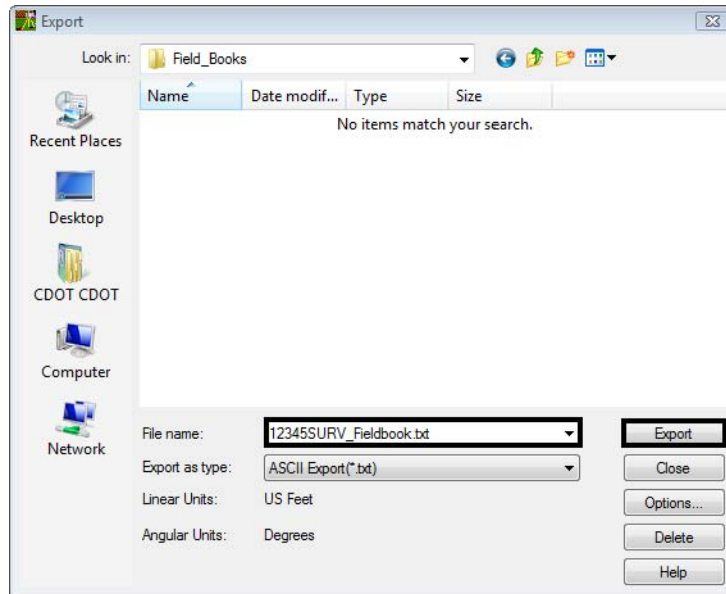 Export
Look in: Field_Books
Name Date modif... Type Size
No items match your search.
Recent Places
Desktop
CDOT CDOT
Computer
Network
File name: 12345SURV_Fieldbook.txt Export
Export as type: ASCII Export(*.txt) Close
Linear Units: US Feet Options...
Angular Units: Degrees Delete
Help